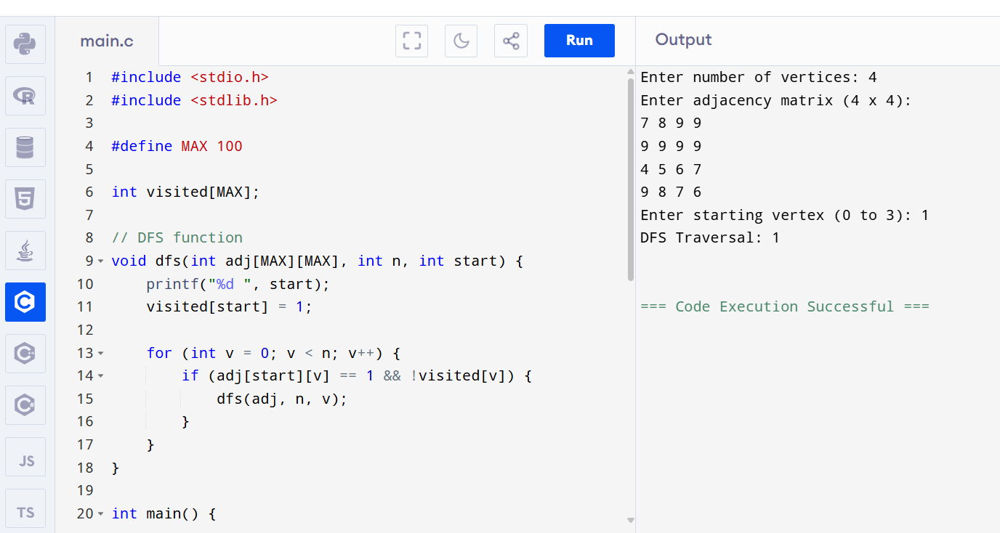 main.c
Run
Output
1 #include <stdio.h>
2 #include <stdlib.h>
3
4 #define MAX 100
5
6 int visited[MAX];
7
8 // DFS function
9 void dfs(int adj[MAX][MAX], int n, int start) {
10     printf("%d ", start);
11     visited[start] = 1;
12
13     for (int v = 0; v < n; v++) {
14         if (adj[start][v] == 1 && !visited[v]) {
15             dfs(adj, n, v);
16         }
17     }
18 }
19
20 int main() {
Enter number of vertices: 4
Enter adjacency matrix (4 x 4):
7 8 9 9
9 9 9 9
4 5 6 7
9 8 7 6
Enter starting vertex (0 to 3): 1
DFS Traversal: 1
=== Code Execution Successful ===
R
5
C
C++
C#
JS
TS